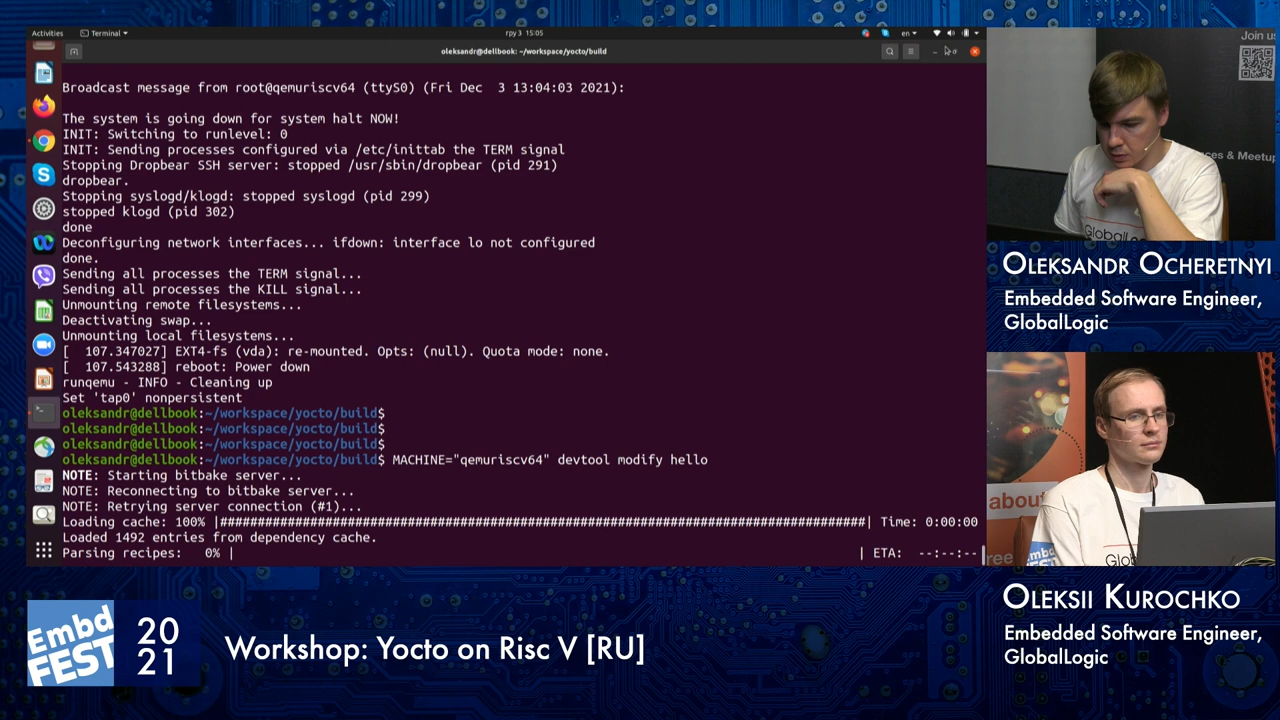 Activities
Terminal
гру 3 15:05
en
oleksandr@dellbook: ~/workspace/yocto/build
Broadcast message from root@qemuriscv64 (ttyS0) (Fri Dec  3 13:04:03 2021):
The system is going down for system halt NOW!
INIT: Switching to runlevel: 0
INIT: Sending processes configured via /etc/inittab the TERM signal
Stopping Dropbear SSH server: stopped /usr/sbin/dropbear (pid 291)
dropbear.
Stopping syslogd/klogd: stopped syslogd (pid 299)
stopped klogd (pid 302)
done
Deconfiguring network interfaces... ifdown: interface lo not configured
done.
Sending all processes the TERM signal...
Sending all processes the KILL signal...
Unmounting remote filesystems...
Deactivating swap...
Unmounting local filesystems...
[  107.347027] EXT4-fs (vda): re-mounted. Opts: (null). Quota mode: none.
[  107.543288] reboot: Power down
runqemu - INFO - Cleaning up
Set 'tap0' nonpersistent
oleksandr@dellbook:~/workspace/yocto/build$
oleksandr@dellbook:~/workspace/yocto/build$
oleksandr@dellbook:~/workspace/yocto/build$
oleksandr@dellbook:~/workspace/yocto/build$ MACHINE="qemuriscv64" devtool modify hello
NOTE: Starting bitbake server...
NOTE: Reconnecting to bitbake server...
NOTE: Retrying server connection (#1)...
Loading cache: 100% |######################################################################################| Time: 0:00:00
Loaded 1492 entries from dependency cache.
Parsing recipes:   0% | | ETA:  --:--:--
Join us
OLEKSANDR OCHERETNYI
Embedded Software Engineer,
GlobalLogic
about
OLEKSII KUROCHKO
Embedded Software Engineer,
GlobalLogic
Embd
FEST
20
21
Workshop: Yocto on Risc V [RU]